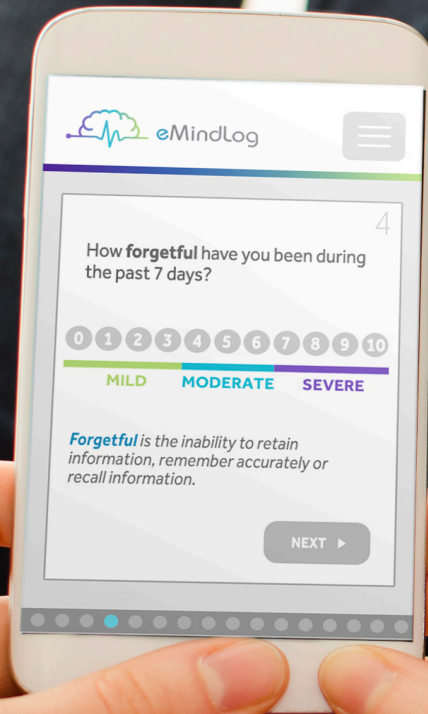 eMindLog
4
How forgetful have you been during
the past 7 days?
0 1 2 3 4 5 6 7 8 9 10
MILD MODERATE SEVERE
Forgetful is the inability to retain
information, remember accurately or
recall information.
NEXT